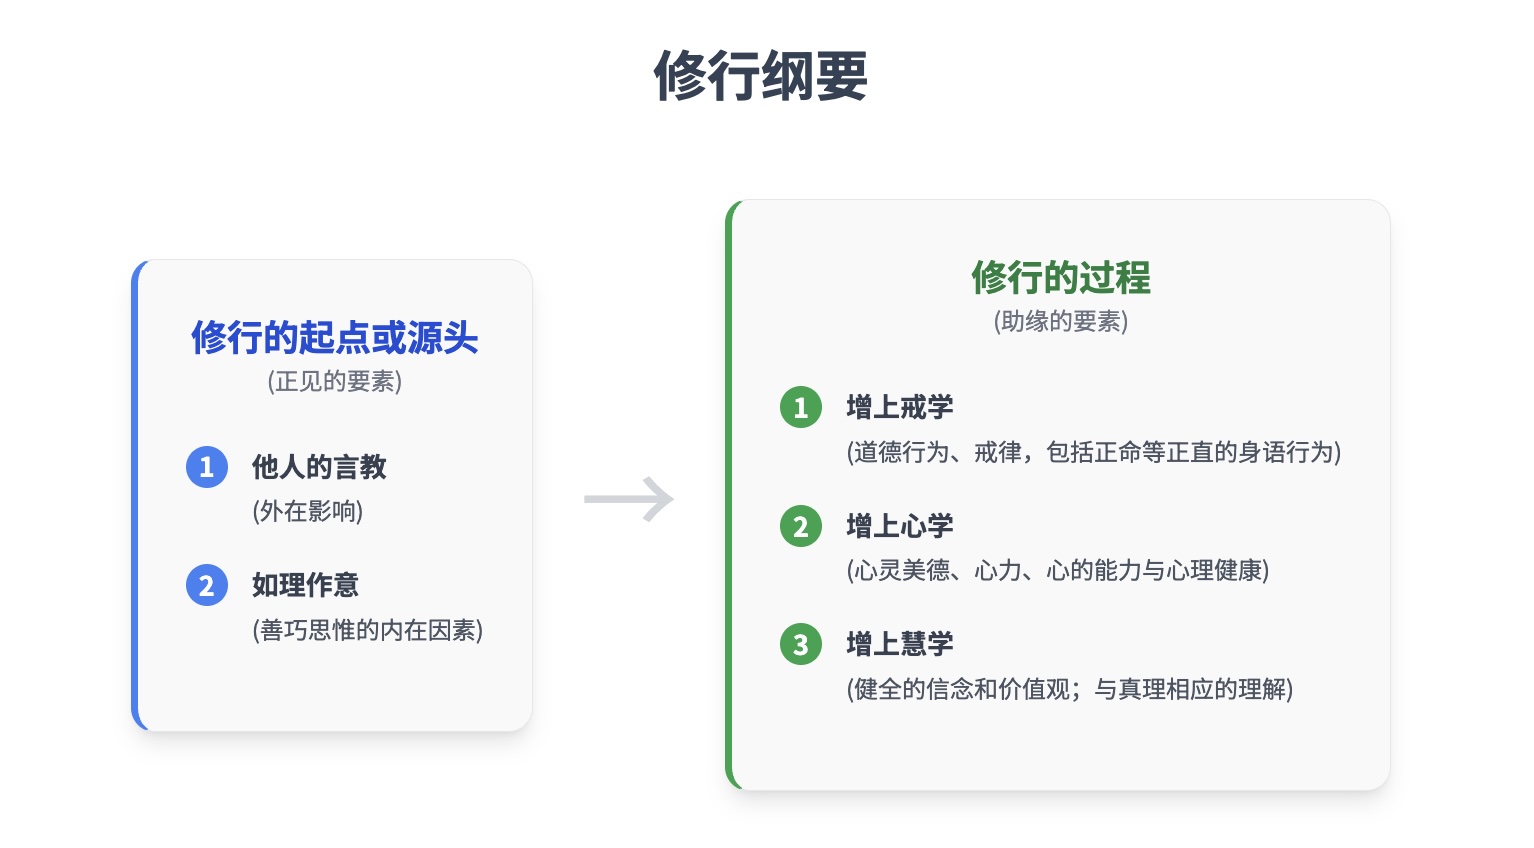 修行纲要
修行的起点或源头
(正见的要素)
1 他人的言教
(外在影响)
2 如理作意
(善巧思惟的内在因素)
→
修行的过程
(助缘的要素)
1 增上戒学
(道德行为、戒律，包括正命等正直的身语行为)
2 增上心学
(心灵美德、心力、心的能力与心理健康)
3 增上慧学
(健全的信念和价值观；与真理相应的理解)